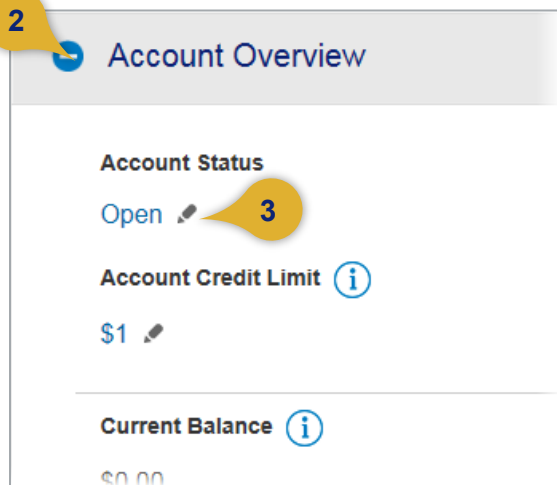 2
Account Overview
Account Status
Open
3
Account Credit Limit i
$1
Current Balance i
$0.00